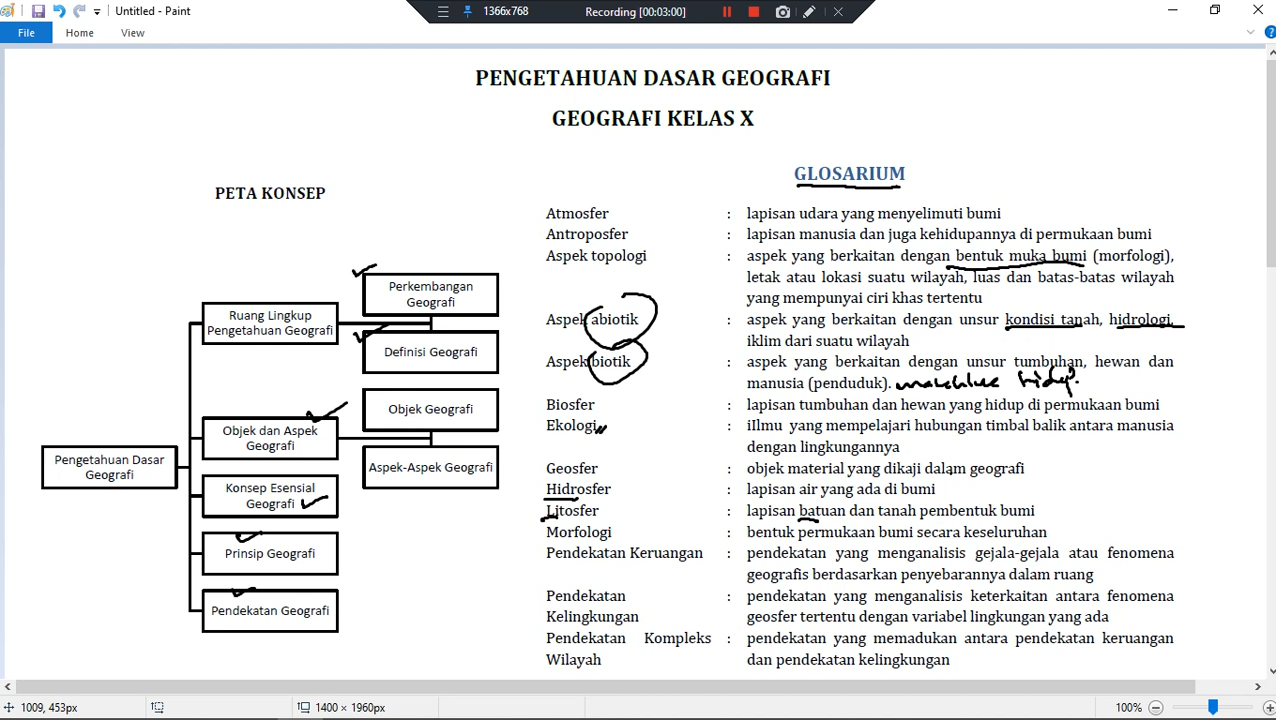 Untitled - Paint
1366x768
Recording [00:03:00]
File
Home
View
PENGETAHUAN DASAR GEOGRAFI
GEOGRAFI KELAS X
PETA KONSEP
Pengetahuan Dasar
Geografi
Ruang Lingkup
Pengetahuan Geografi
Perkembangan
Geografi
Definisi Geografi
Objek dan Aspek
Geografi
Objek Geografi
Aspek-Aspek Geografi
Konsep Esensial
Geografi
Prinsip Geografi
Pendekatan Geografi
GLOSARIUM
Atmosfer : lapisan udara yang menyelimuti bumi
Antroposfer : lapisan manusia dan juga kehidupannya di permukaan bumi
Aspek topologi : aspek yang berkaitan dengan bentuk muka bumi (morfologi),
letak atau lokasi suatu wilayah, luas dan batas-batas wilayah
yang mempunyai ciri khas tertentu
Aspek abiotik : aspek yang berkaitan dengan unsur kondisi tanah, hidrologi,
iklim dari suatu wilayah
Aspek biotik : aspek yang berkaitan dengan unsur tumbuhan, hewan dan
manusia (penduduk). makhluk hidup.
Biosfer : lapisan tumbuhan dan hewan yang hidup di permukaan bumi
Ekologi : iIlmu yang mempelajari hubungan timbal balik antara manusia
dengan lingkungannya
Geosfer : objek material yang dikaji dalam geografi
Hidrosfer : lapisan air yang ada di bumi
Litosfer : lapisan batuan dan tanah pembentuk bumi
Morfologi : bentuk permukaan bumi secara keseluruhan
Pendekatan Keruangan : pendekatan yang menganalisis gejala-gejala atau fenomena
geografis berdasarkan penyebarannya dalam ruang
Pendekatan : pendekatan yang menganalisis keterkaitan antara fenomena
Kelingkungan geosfer tertentu dengan variabel lingkungan yang ada
Pendekatan Kompleks : pendekatan yang memadukan antara pendekatan keruangan
Wilayah dan pendekatan kelingkungan
1009, 453px
1400 × 1960px
100%